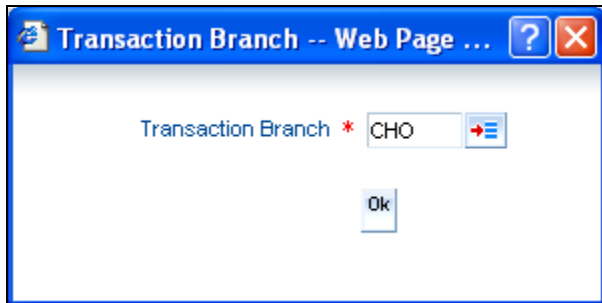 Transaction Branch -- Web Page ...
Transaction Branch * CHO
Ok